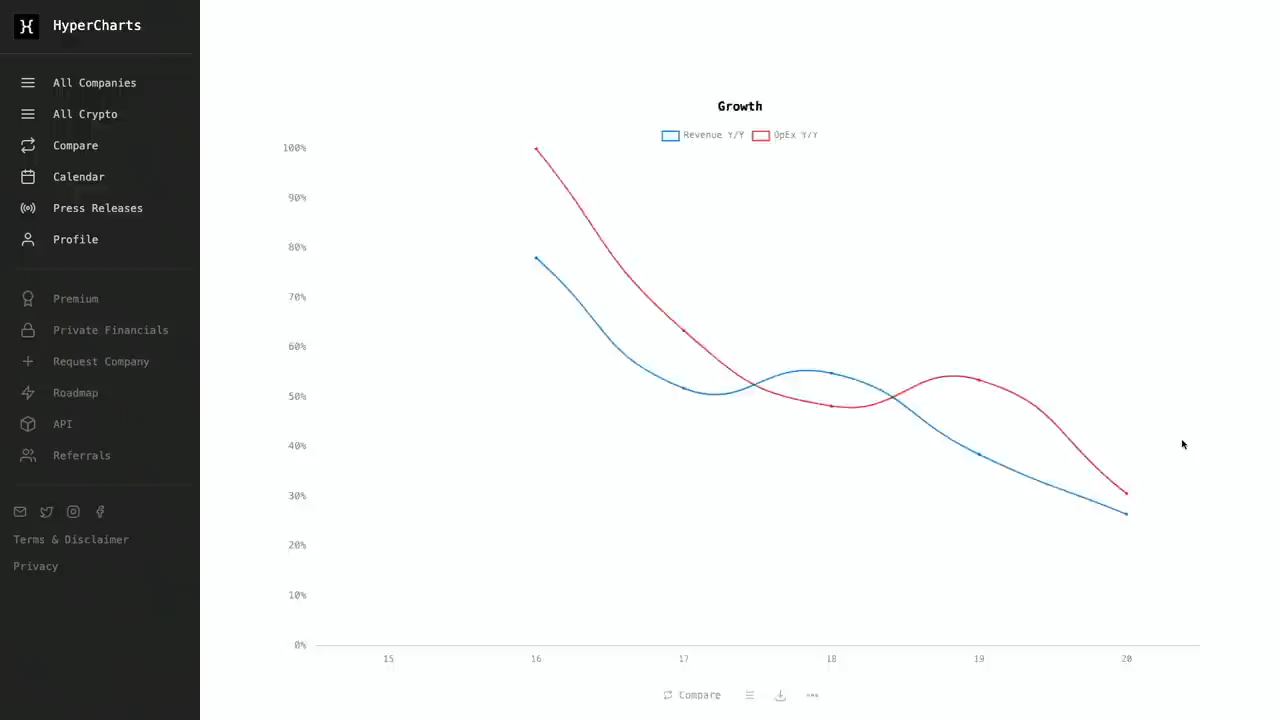 HyperCharts
All Companies
All Crypto
Compare
Calendar
Press Releases
Profile
Premium
Private Financials
Request Company
Roadmap
API
Referrals
Terms & Disclaimer
Privacy
Growth
Revenue Y/Y OpEx Y/Y
100%
90%
80%
70%
60%
50%
40%
30%
20%
10%
0%
15 16 17 18 19 20
Compare